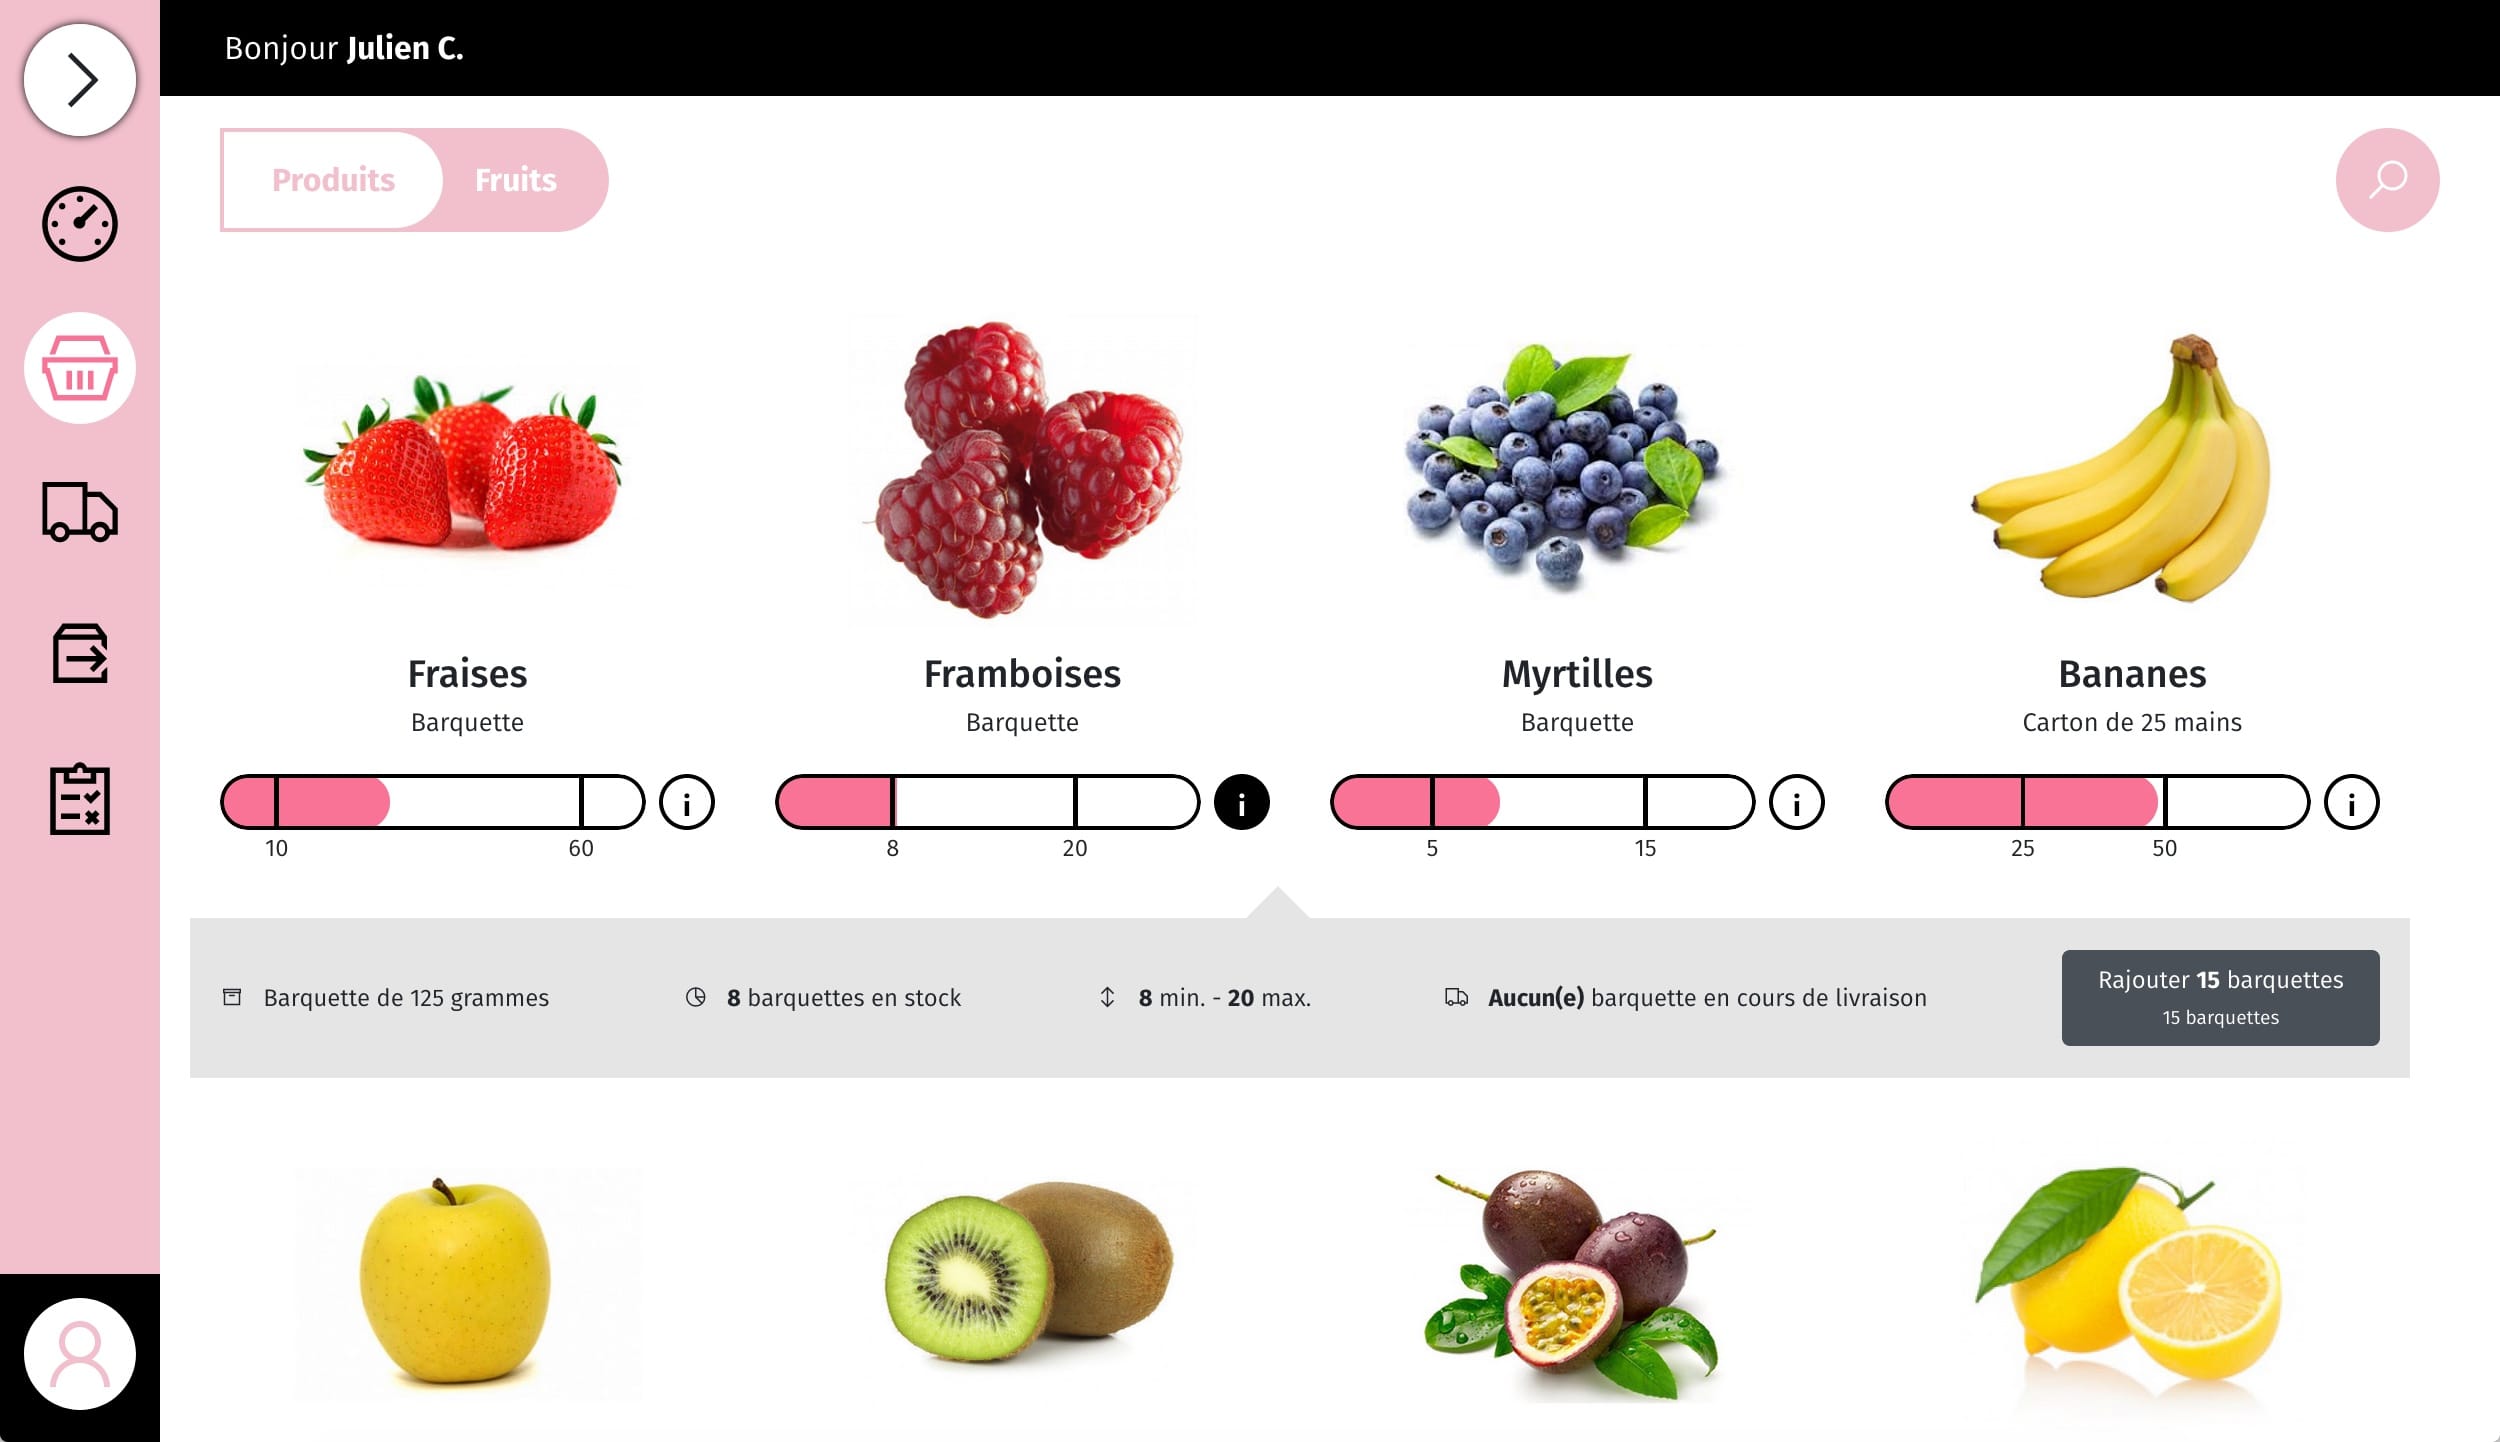 Bonjour Julien C.
Produits
Fruits
Fraises
Barquette
10
60
i
Framboises
Barquette
8
20
i
Myrtilles
Barquette
5
15
i
Bananes
Carton de 25 mains
25
50
i
Barquette de 125 grammes
8 barquettes en stock
8 min. - 20 max.
Aucun(e) barquette en cours de livraison
Rajouter 15 barquettes
15 barquettes